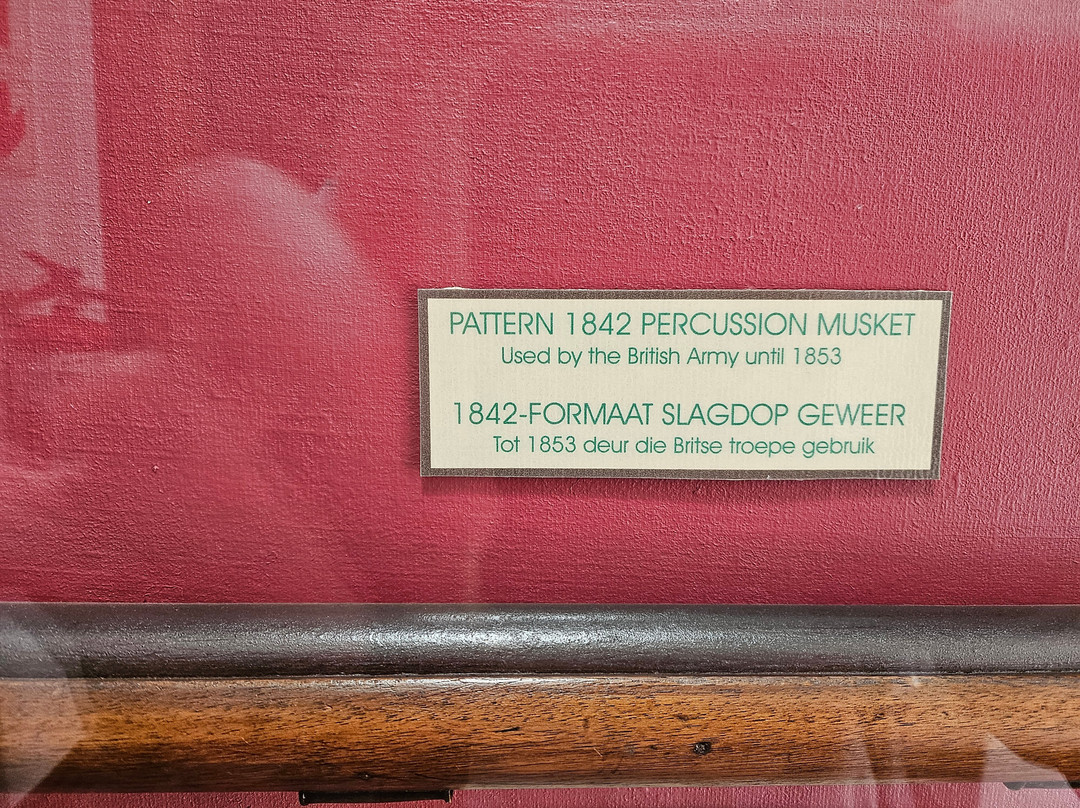 PATTERN 1842 PERCUSSION MUSKET
Used by the British Army until 1853
1842-FORMAAT SLAGDOP GEWEER
Tot 1853 deur die Britse troepe gebruik